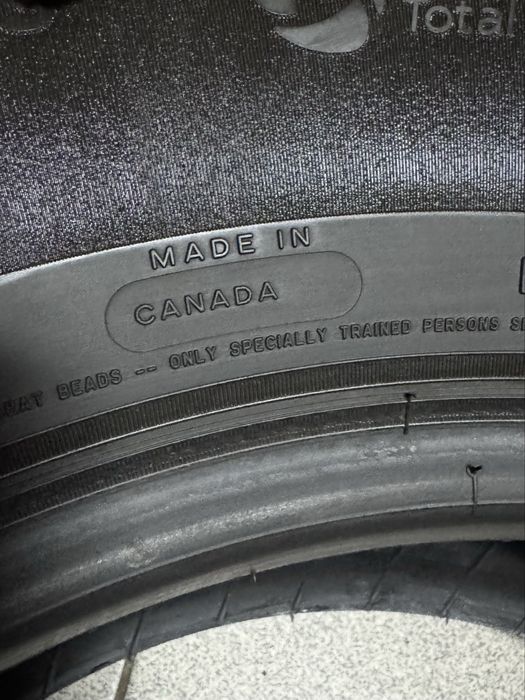 Total
MADE IN
CANADA
BEADS -- ONLY SPECIALLY TRAINED PERSONS